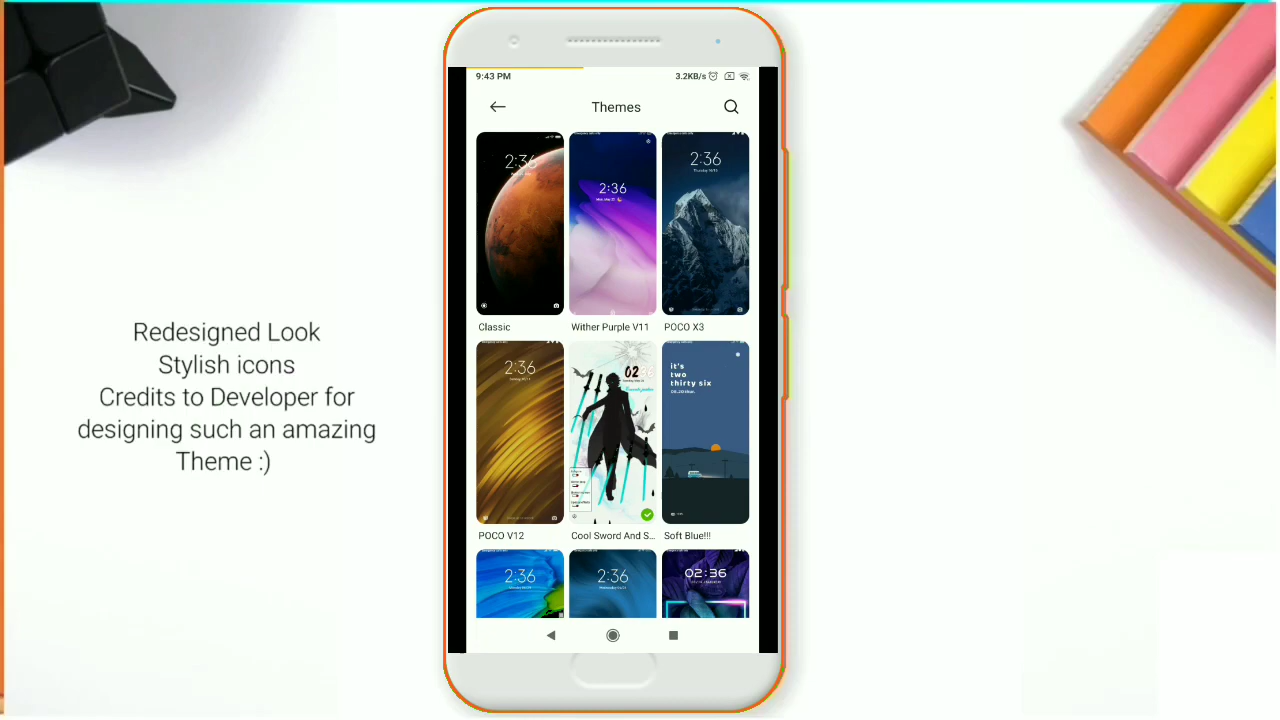 9:43 PM
3.2KB/s
Themes
2:36
2:36
2:36
Classic
Wither Purple V11
POCO X3
2:36
02
it's
two
thirty six
POCO V12
Cool Sword And S...
Soft Blue!!!
2:36
2:36
02:36
Redesigned Look
Stylish icons
Credits to Developer for
designing such an amazing
Theme :)